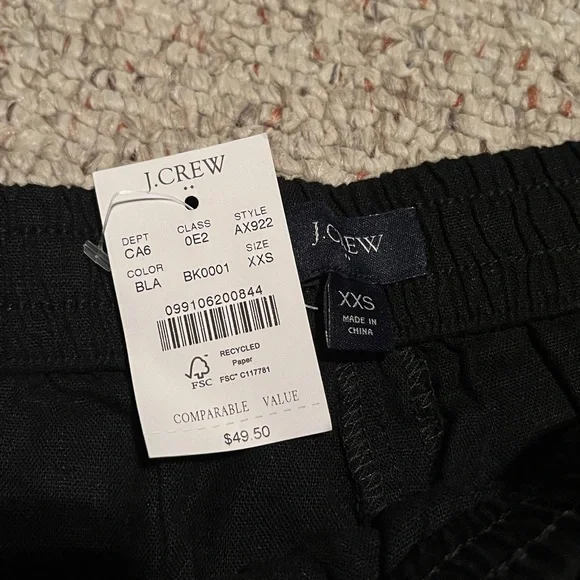 J.CREW
DEPT CLASS STYLE
CA6 0E2 AX922
COLOR SIZE
BLA BK0001 XXS
099106200844
FSC
RECYCLED
Paper
FSC® C117781
COMPARABLE VALUE
$49.50
J.CREW
XXS
MADE IN
CHINA